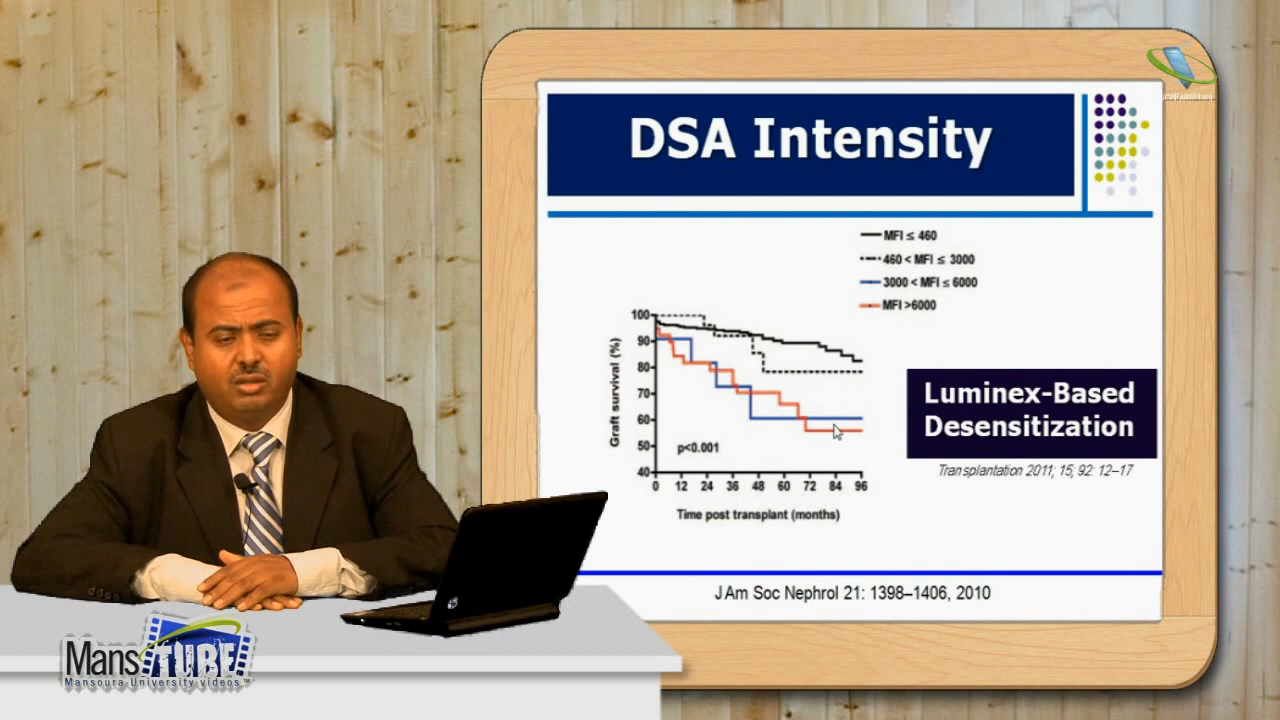 DSA Intensity
MFI ≤ 460
460 < MFI ≤ 3000
3000 < MFI ≤ 6000
MFI >6000
100
90
80
70
60
50
40
Graft survival (%)
p<0.001
0 12 24 36 48 60 72 84 96
Time post transplant (months)
Luminex-Based
Desensitization
Transplantation 2011; 15; 92: 12–17
J Am Soc Nephrol 21: 1398–1406, 2010
Mans TUBE
Mansoura University videos